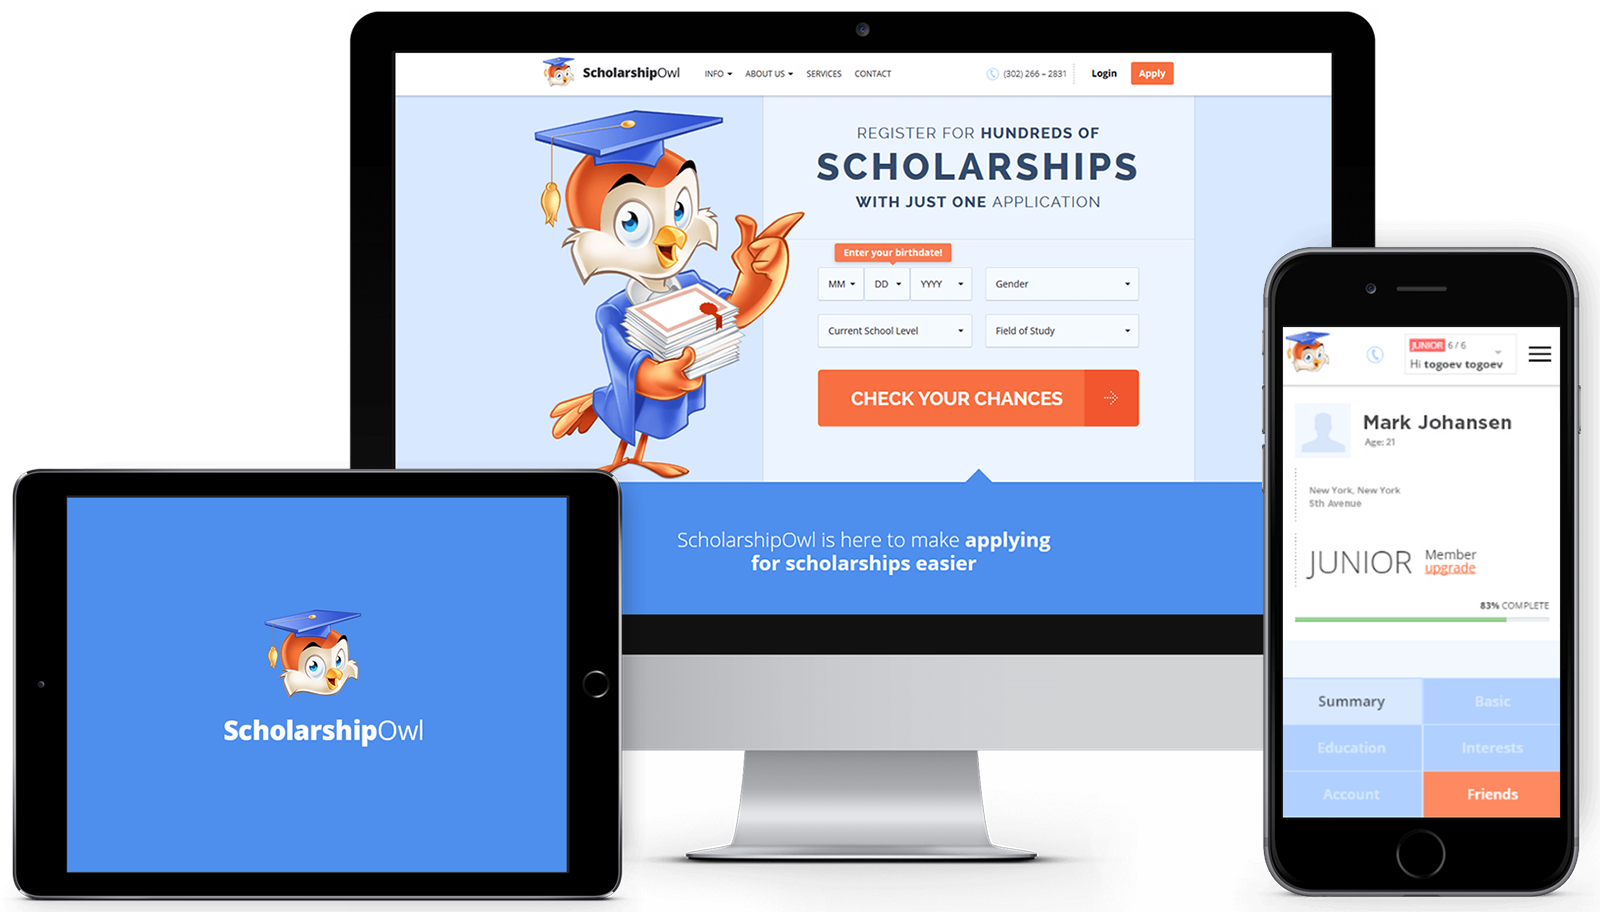 ScholarshipOwl
INFO
ABOUT US
SERVICES
CONTACT
(302) 266 – 2831
Login
Apply
REGISTER FOR HUNDREDS OF
SCHOLARSHIPS
WITH JUST ONE APPLICATION
Enter your birthdate!
MM
DD
YYYY
Gender
Current School Level
Field of Study
CHECK YOUR CHANCES
ScholarshipOwl is here to make applying
for scholarships easier
ScholarshipOwl
JUNIOR 6 / 6
Hi togoev togoev
Mark Johansen
Age: 21
New York, New York
5th Avenue
JUNIOR
Member
upgrade
83% COMPLETE
Summary
Basic
Education
Interests
Account
Friends